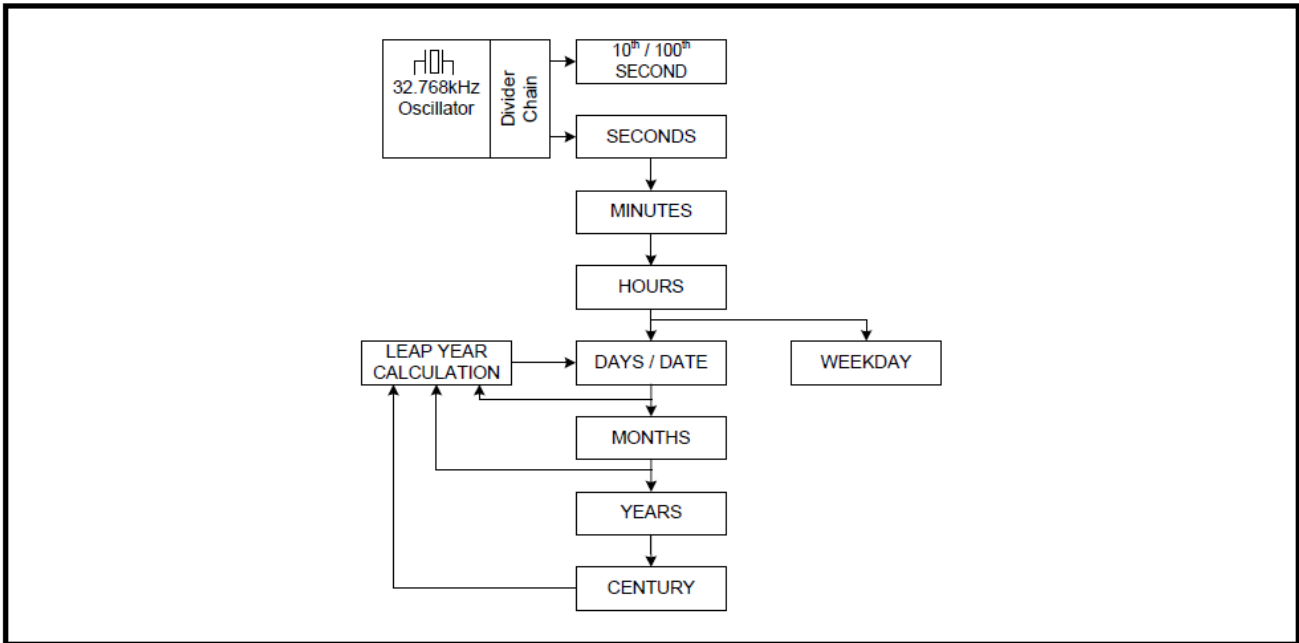 10th / 100th
SECOND
32.768kHz
Oscillator
Divider
Chain
SECONDS
MINUTES
HOURS
LEAP YEAR
CALCULATION
DAYS / DATE
WEEKDAY
MONTHS
YEARS
CENTURY